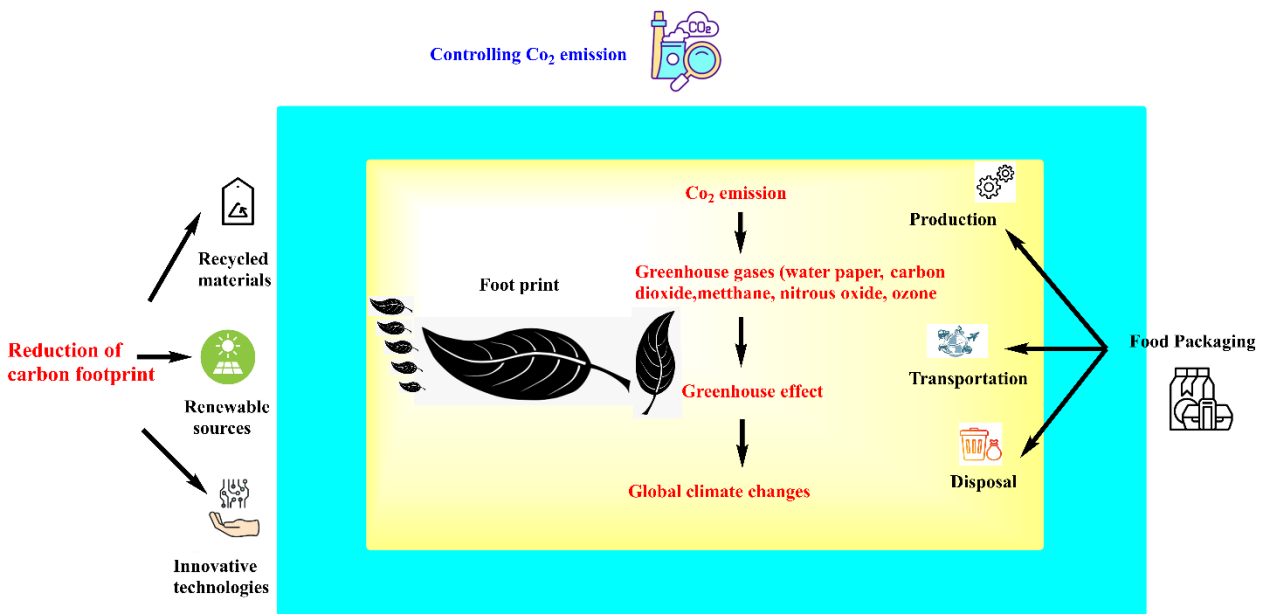 Controlling Co₂ emission
CO₂
Co₂ emission
Production
Recycled
materials
Foot print
Greenhouse gases (water paper, carbon
dioxide,metthane, nitrous oxide, ozone
Reduction of
carbon footprint
Renewable
sources
Greenhouse effect
Transportation
Food Packaging
Global climate changes
Disposal
Innovative
technologies